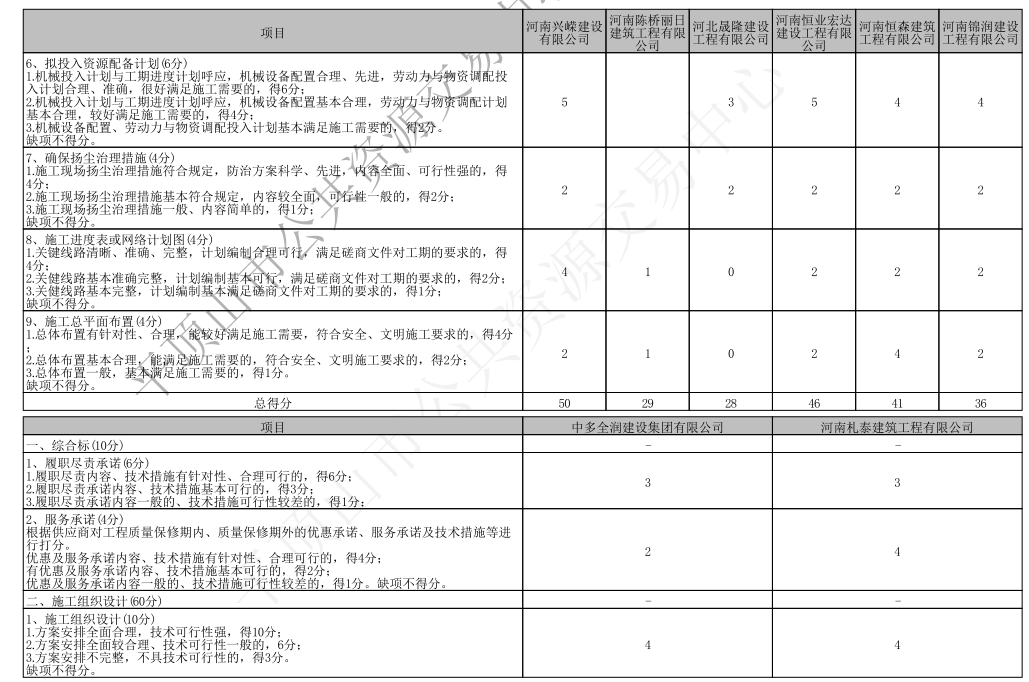 项目
河南兴嵘建设
有限公司
河南陈桥丽日
建筑工程有限
公司
河北晟隆建设
工程有限公司
河南恒业宏达
建设工程有限
公司
河南恒森建筑
工程有限公司
河南锦润建设
工程有限公司
6、拟投入资源配备计划(6分)
1.机械投入计划与工期进度计划呼应，机械设备配置合理、先进，劳动力与物资调配投
入计划合理、准确，很好满足施工需要的，得6分；
2.机械投入计划与工期进度计划呼应，机械设备配置基本合理，劳动力与物资调配计划
基本合理，较好满足施工需要的，得4分；
3.机械设备配置、劳动力与物资调配投入计划基本满足施工需要的，得2分。
缺项不得分。
5 3 5 4 4
7、确保扬尘治理措施(4分)
1.施工现场扬尘治理措施符合规定，防治方案科学、先进，内容全面、可行性强的，得
4分；
2.施工现场扬尘治理措施基本符合规定，内容较全面，可行性一般的，得2分；
3.施工现场扬尘治理措施一般、内容简单的，得1分；
缺项不得分。
2 2 2 2 2
8、施工进度表或网络计划图(4分)
1.关键线路清晰、准确、完整，计划编制合理可行，满足磋商文件对工期的要求的，得
4分；
2.关健线路基本准确完整，计划编制基本可行，满足磋商文件对工期的要求的，得2分；
3.关健线路基本完整，计划编制基本满足磋商文件对工期的要求的，得1分；
缺项不得分。
4 1 0 2 2 2
9、施工总平面布置(4分)
1.总体布置有针对性、合理，能较好满足施工需要，符合安全、文明施工要求的，得4分
；
2.总体布置基本合理，能满足施工需要的，符合安全、文明施工要求的，得2分；
3.总体布置一般，基本满足施工需要的，得1分。
缺项不得分。
2 1 0 2 4 2
总得分 50 29 28 46 41 36
项目 中多全润建设集团有限公司 河南札泰建筑工程有限公司
一、综合标(10分) - -
1、履职尽责承诺(6分)
1.履职尽责内容、技术措施有针对性、合理可行的，得6分；
2.履职尽责承诺内容、技术措施基本可行的，得3分；
3.履职尽责承诺内容一般的、技术措施可行性较差的，得1分；
3 3
2、服务承诺(4分)
根据供应商对工程质量保修期内、质量保修期外的优惠承诺、服务承诺及技术措施等进
行打分。
优惠及服务承诺内容、技术措施有针对性、合理可行的，得4分；
有优惠及服务承诺内容、技术措施基本可行的，得2分；
优惠及服务承诺内容一般的、技术措施可行性较差的，得1分。缺项不得分。
2 4
二、施工组织设计(60分) - -
1、施工组织设计(10分)
1.方案安排全面合理，技术可行性强，得10分；
2.方案安排全面较合理、技术可行性一般的，6分；
3.方案安排不完整，不具技术可行性的，得3分。
缺项不得分。
4 4
平顶山市公共资源交易中心
平顶山市公共资源交易中心